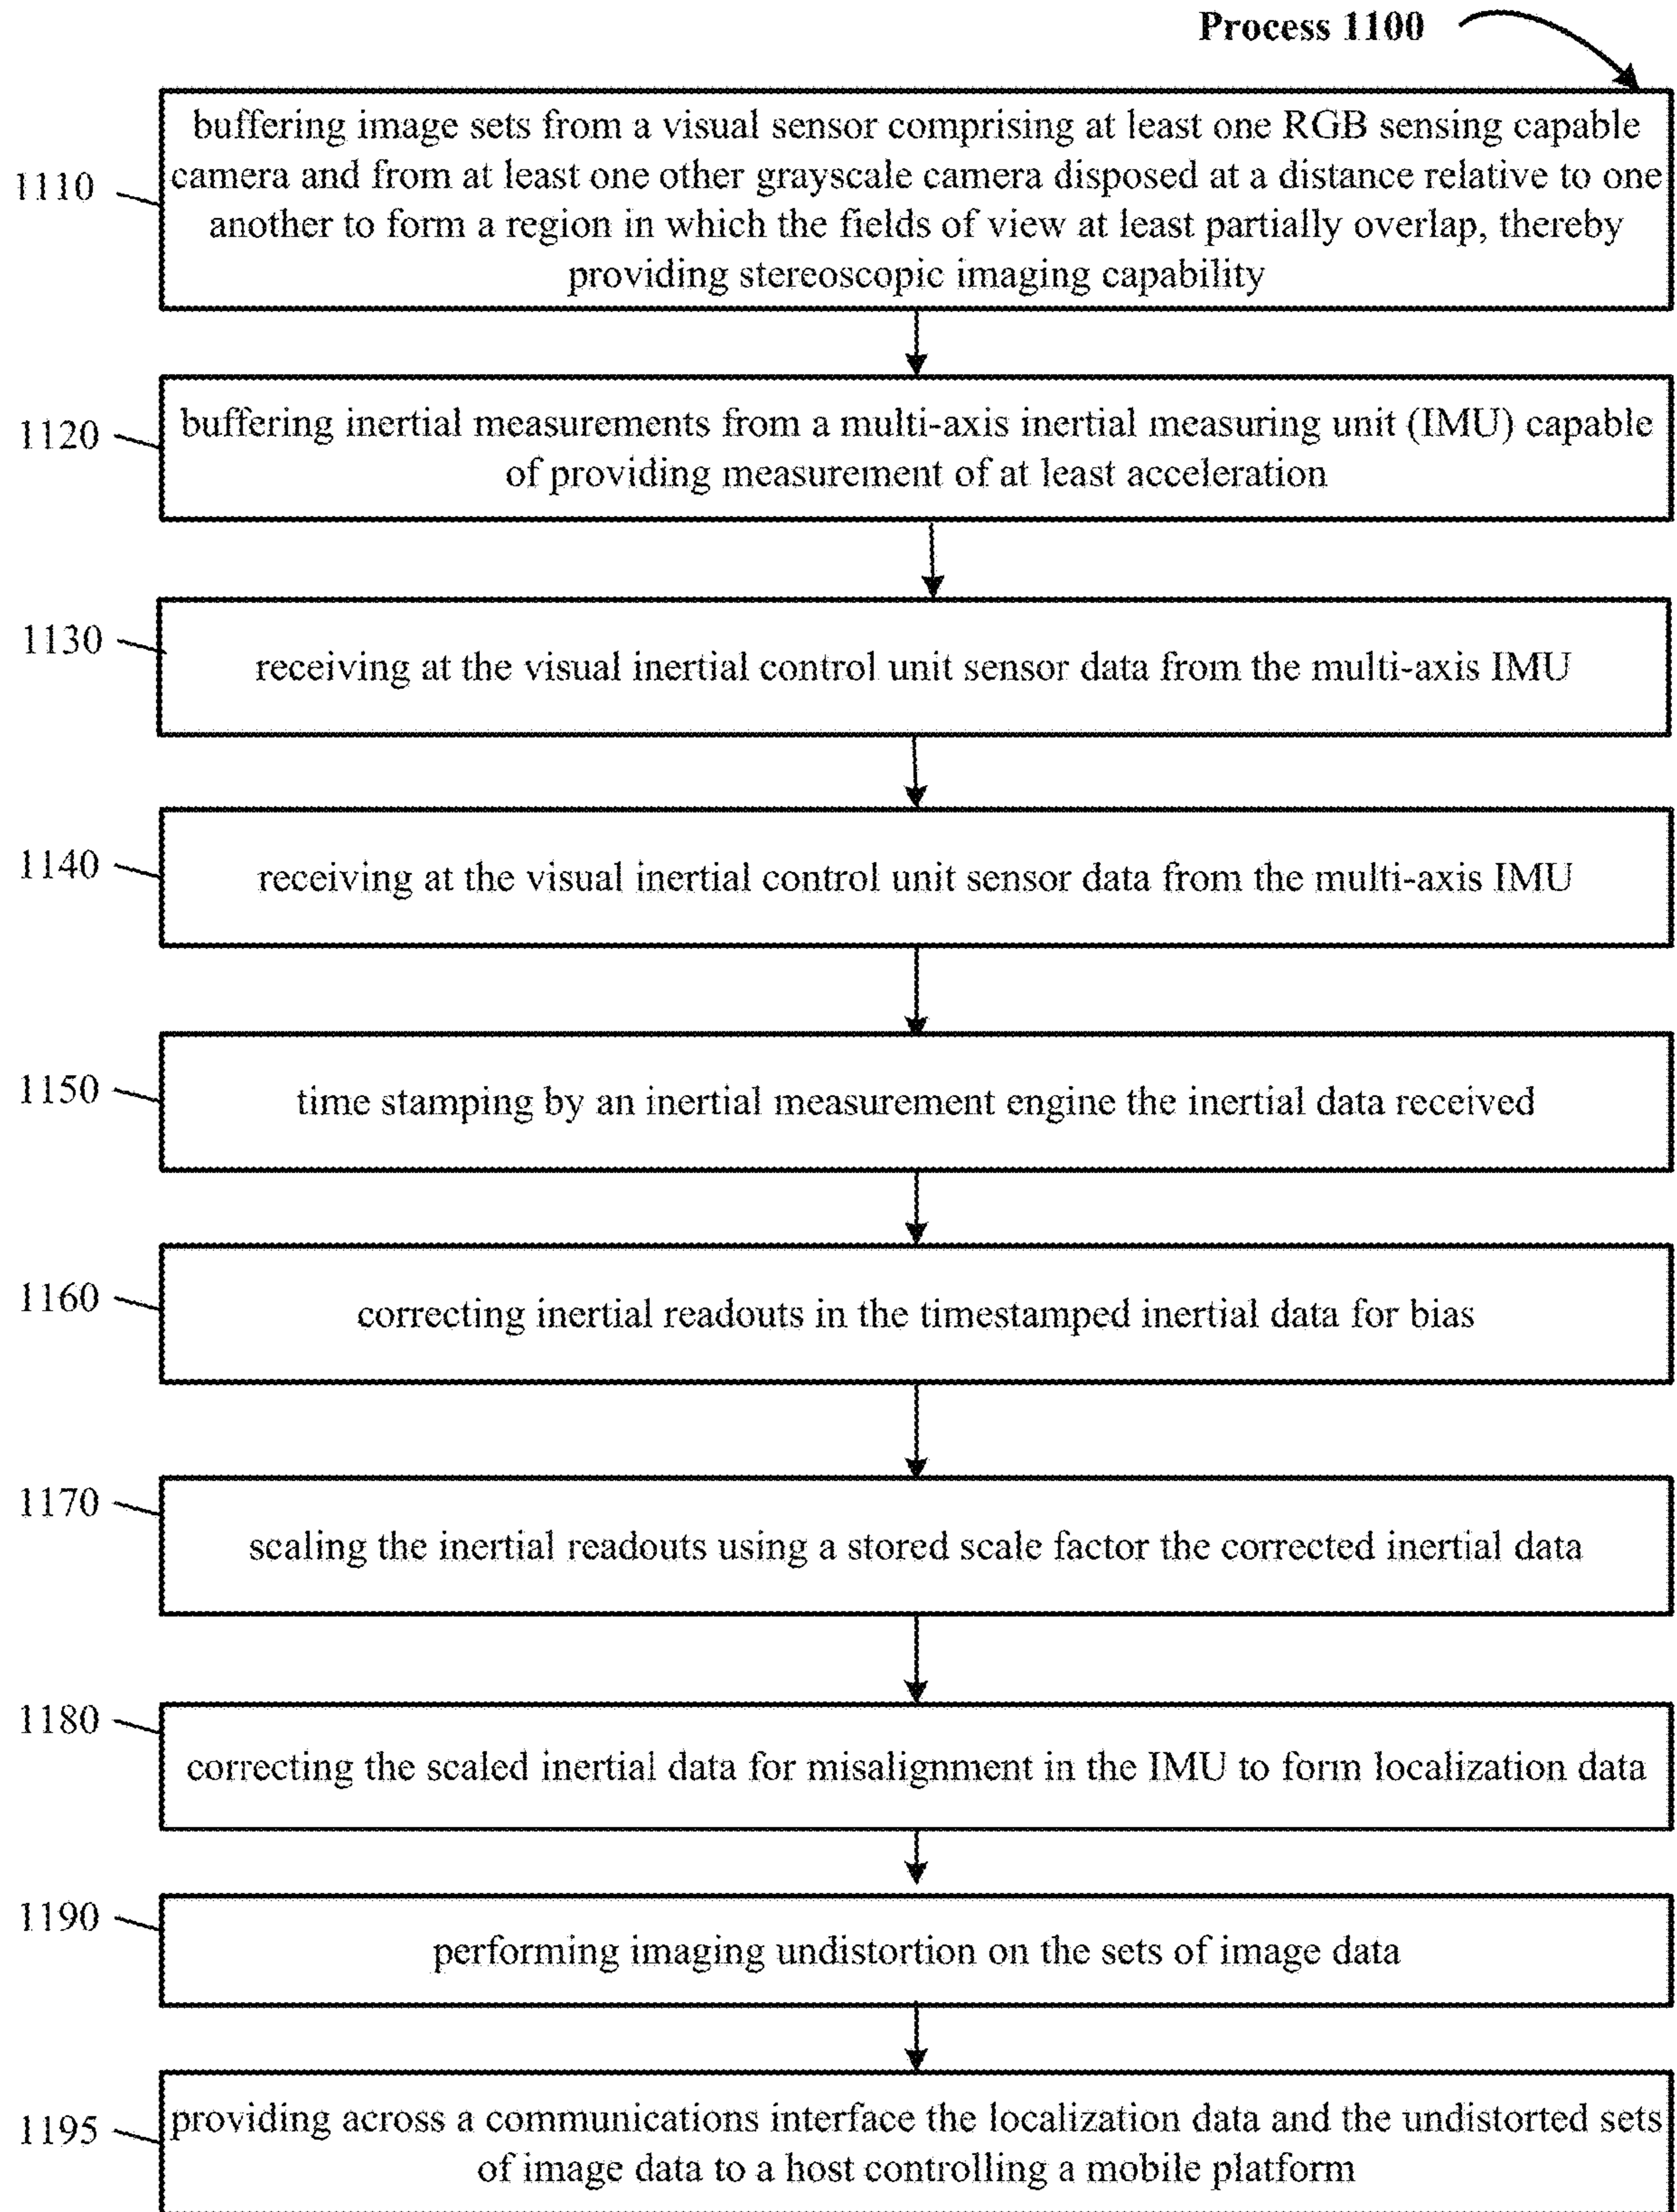 Process 1100
1110
buffering image sets from a visual sensor comprising at least one RGB sensing capable
camera and from at least one other grayscale camera disposed at a distance relative to one
another to form a region in which the fields of view at least partially overlap, thereby
providing stereoscopic imaging capability
1120
buffering inertial measurements from a multi-axis inertial measuring unit (IMU) capable
of providing measurement of at least acceleration
1130
receiving at the visual inertial control unit sensor data from the multi-axis IMU
1140
receiving at the visual inertial control unit sensor data from the multi-axis IMU
1150
time stamping by an inertial measurement engine the inertial data received
1160
correcting inertial readouts in the timestamped inertial data for bias
1170
scaling the inertial readouts using a stored scale factor the corrected inertial data
1180
correcting the scaled inertial data for misalignment in the IMU to form localization data
1190
performing imaging undistortion on the sets of image data
1195
providing across a communications interface the localization data and the undistorted sets
of image data to a host controlling a mobile platform